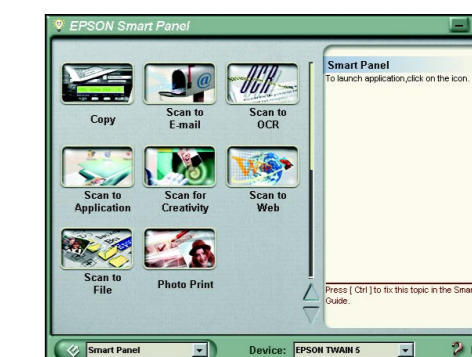 EPSON Smart Panel
Copy
Scan to
E-mail
OCR
Scan to
OCR
Scan to
Application
Scan for
Creativity
Web
Scan to
Web
Scan to
File
Photo Print
Smart Panel
To launch application,click on the icon.
Press [ Ctrl ] to fix this topic in the Smar
Guide.
Smart Panel
Device: EPSON TWAIN 5